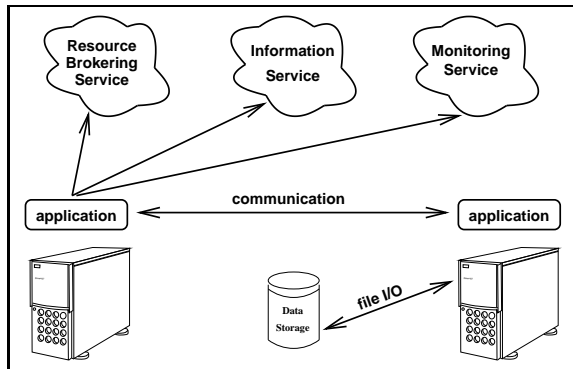 Resource
Brokering
Service
Information
Service
Monitoring
Service
communication
application
application
file I/O
Data
Storage